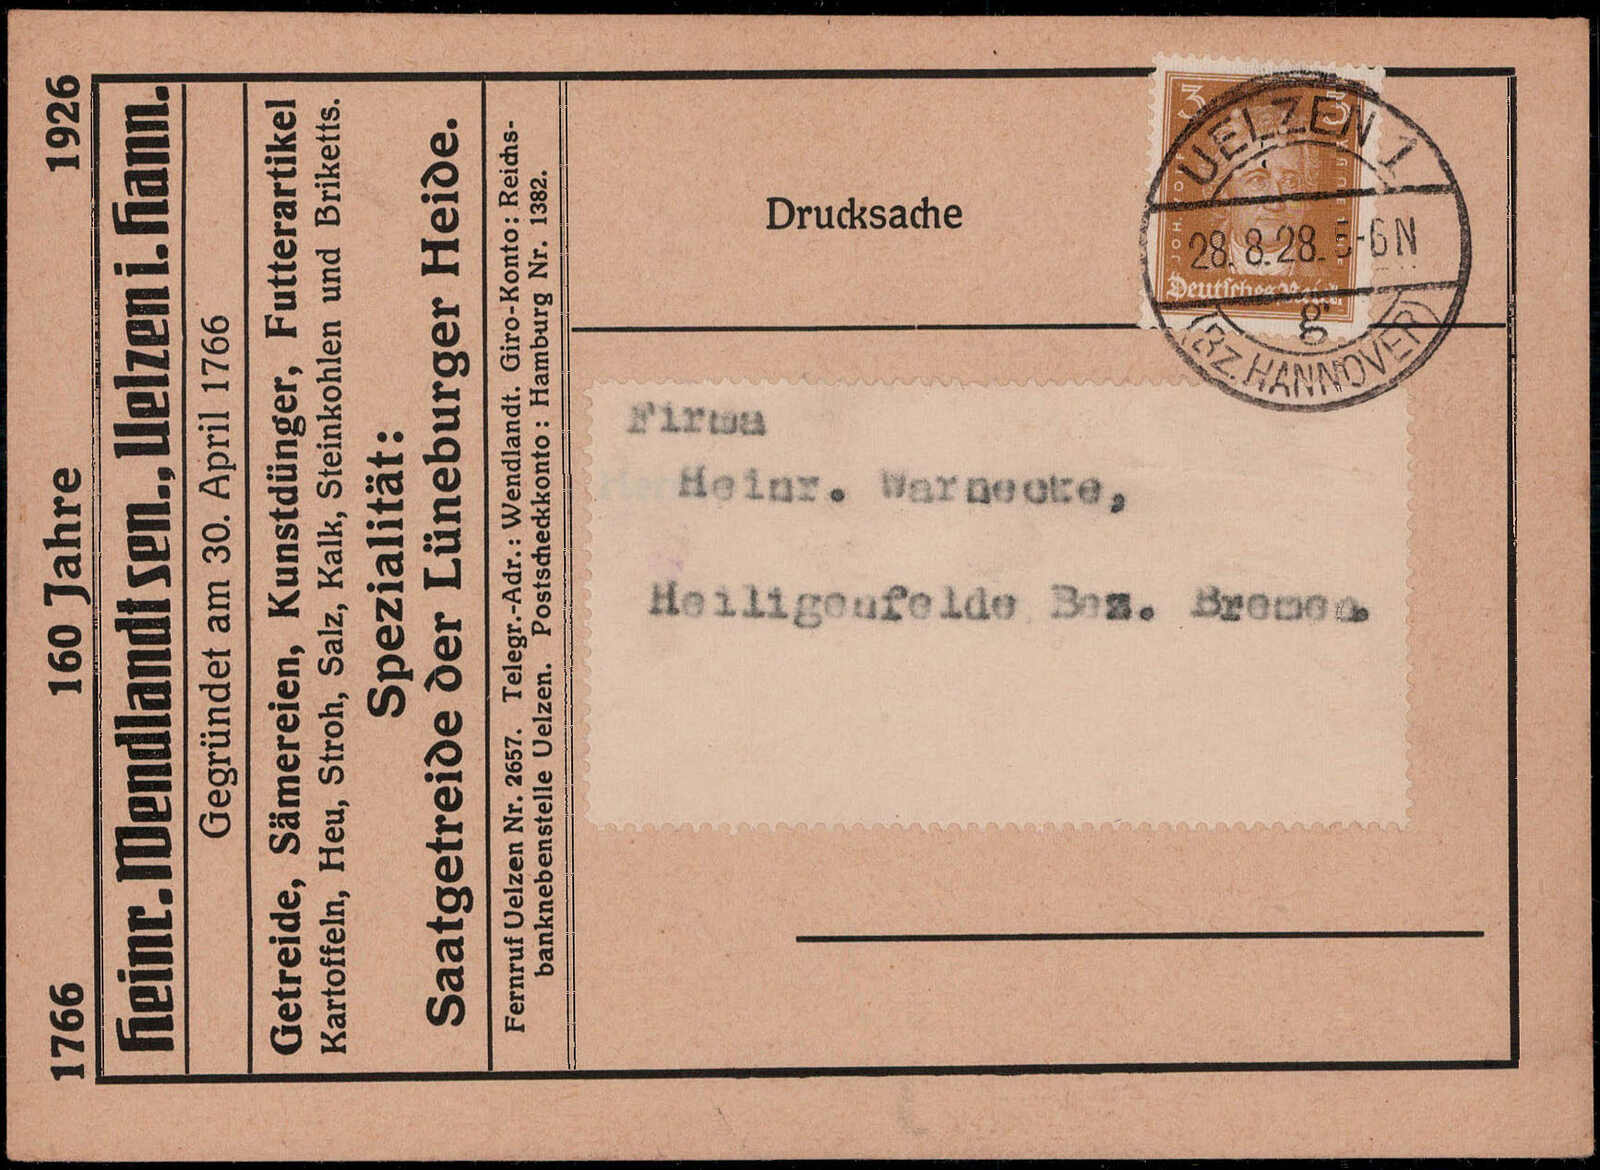 1766 160 Jahre 1926
Heinr. Wendlandt sen., Uelzen i. Hann.
Gegründet am 30. April 1766
Getreide, Sämereien, Kunstdünger, Futterartikel
Kartoffeln, Heu, Stroh, Salz, Kalk, Steinkohlen und Briketts.
Spezialität:
Saatgetreide der Lüneburger Heide.
Fernruf Uelzen Nr. 2657. Telegr.-Adr.: Wendlandt. Giro-Konto: Reichs-
banknebenstelle Uelzen. Postscheckkonto: Hamburg Nr. 1382.
Drucksache
3 3
Deutsches Reich
UELZEN 1
28.8.28. -6 N
g
(BZ. HANNOVER)
Firma
Heinr. Warnecke,
Heiligenfelde Bez. Bremen.